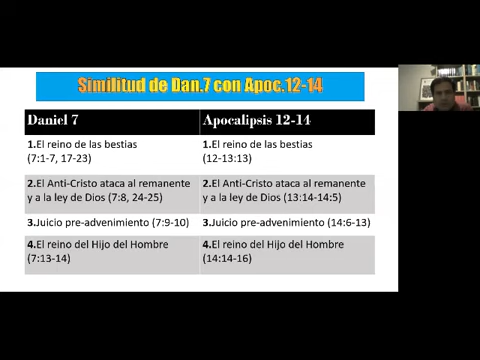 Similitud de Dan.7 con Apoc.12-14
Daniel 7
Apocalipsis 12-14
1.El reino de las bestias
(7:1-7, 17-23)
1.El reino de las bestias
(12-13:13)
2.El Anti-Cristo ataca al remanente
y a la ley de Dios (7:8, 24-25)
2.El Anti-Cristo ataca al remanente
y a la ley de Dios (13:14-14:5)
3.Juicio pre-advenimiento (7:9-10)
3.Juicio pre-advenimiento (14:6-13)
4.El reino del Hijo del Hombre
(7:13-14)
4.El reino del Hijo del Hombre
(14:14-16)